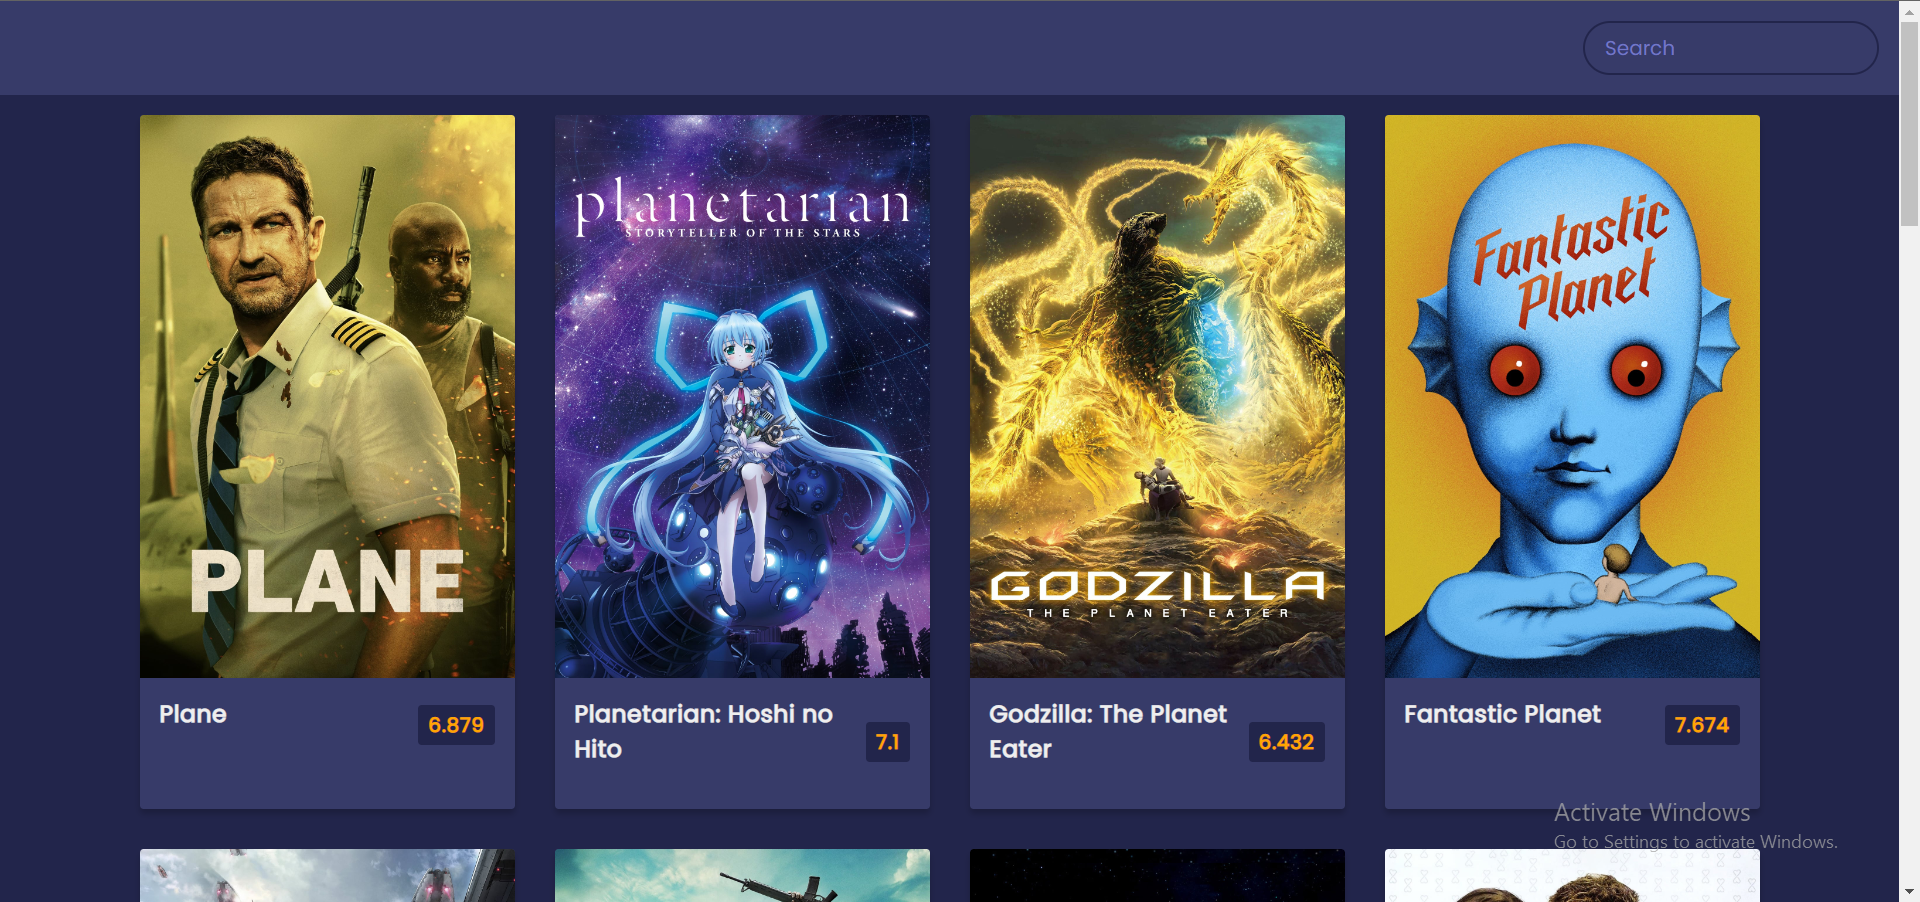 Search
PLANE
planetarian
STORYTELLER OF THE STARS
GODZILLA
THE PLANET EATER
Fantastic
Planet
Plane
6.879
Planetarian: Hoshi no
Hito
7.1
Godzilla: The Planet
Eater
6.432
Fantastic Planet
7.674
Activate Windows
Go to Settings to activate Windows.